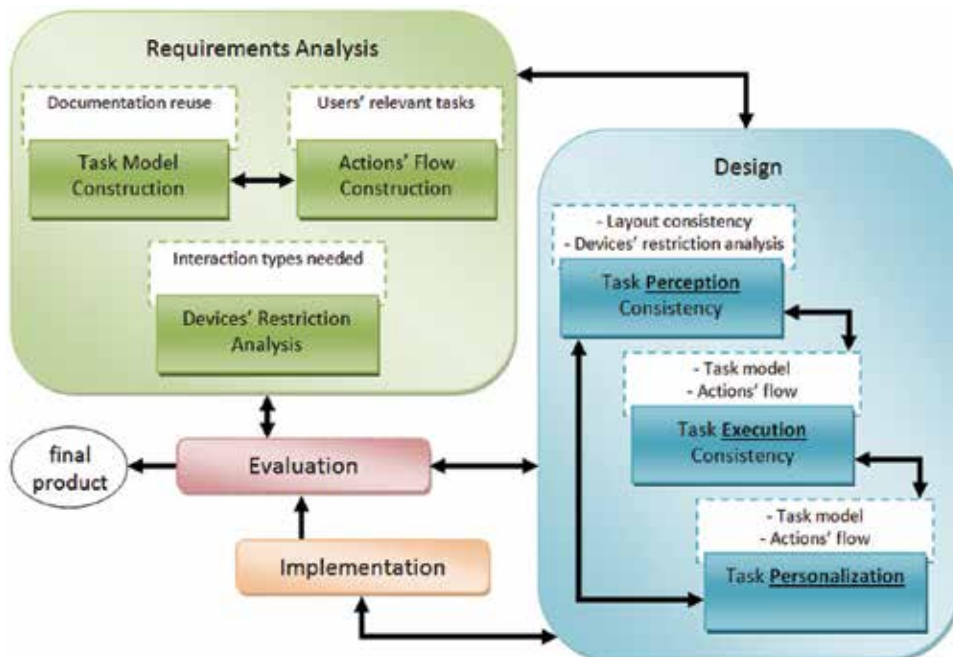 Requirements Analysis
Documentation reuse
Task Model
Construction
Users' relevant tasks
Actions' Flow
Construction
Interaction types needed
Devices' Restriction
Analysis
Design
- Layout consistency
- Devices' restriction analysis
Task Perception
Consistency
- Task model
- Actions' flow
Task Execution
Consistency
- Task model
- Actions' flow
Task Personalization
Evaluation
final
product
Implementation